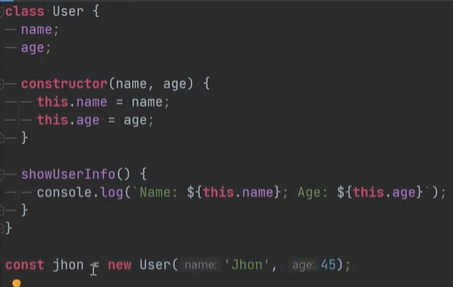 class User {
name;
age;
constructor(name, age) {
this.name = name;
this.age = age;
}
showUserInfo() {
console.log(`Name: ${this.name}; Age: ${this.age}`);
}
}
const jhon = new User( name: 'Jhon', age: 45);